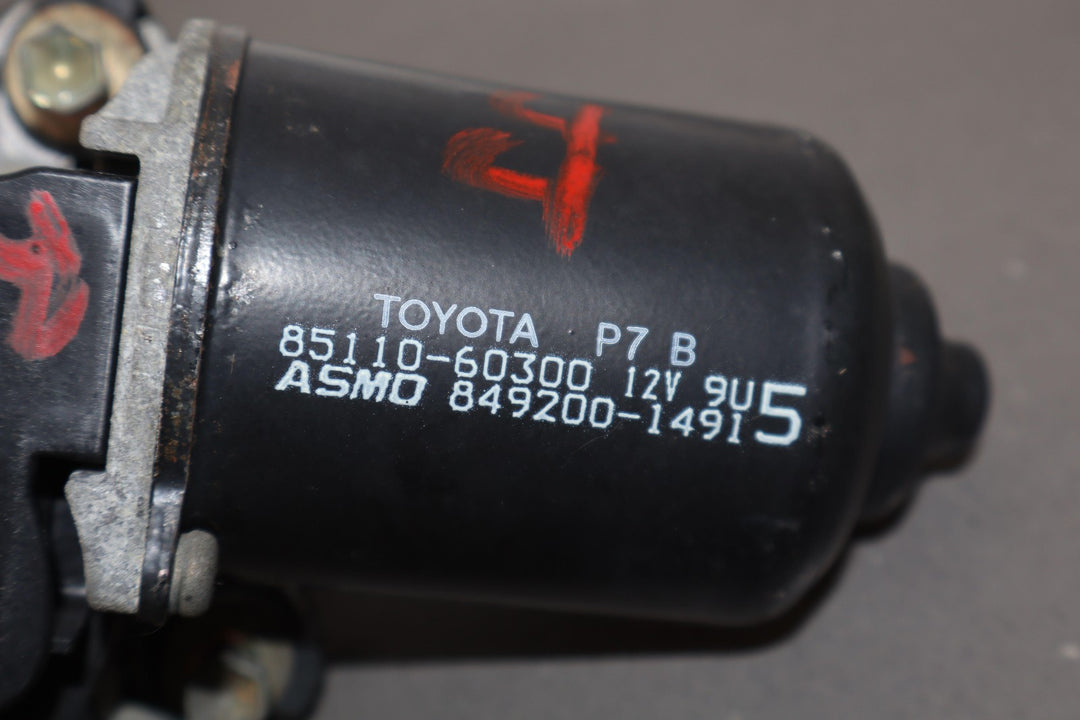 TOYOTA P7 B
85110-60300 12V 9U
ASMO 849200-1491 5